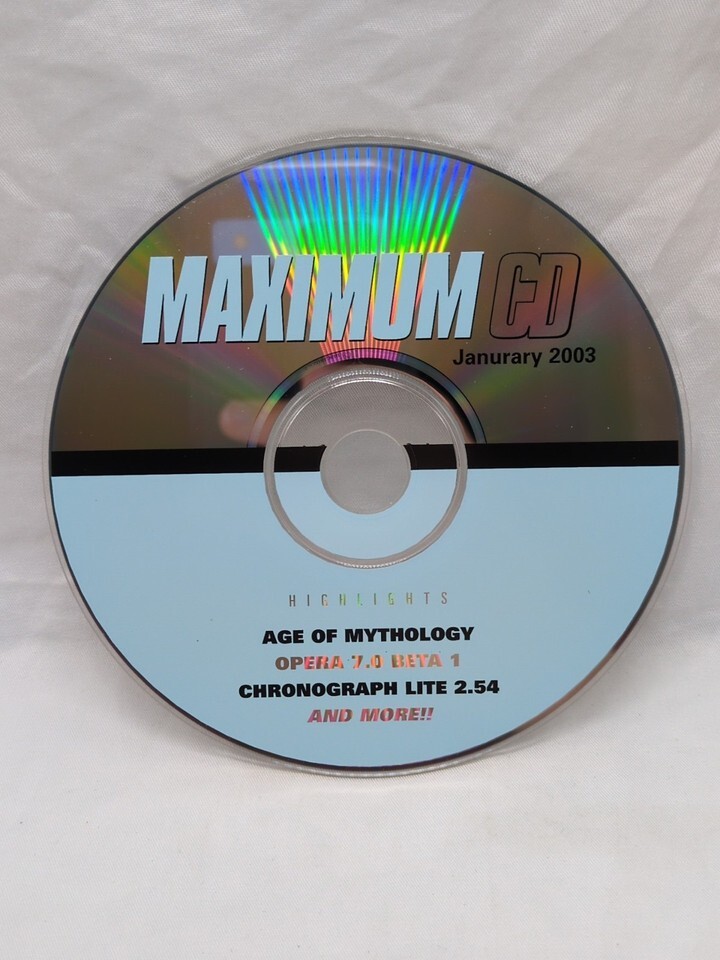 MAXIMUM CD
Janurary 2003
HIGHLIGHTS
AGE OF MYTHOLOGY
OPERA 7.0 BETA 1
CHRONOGRAPH LITE 2.54
AND MORE!!